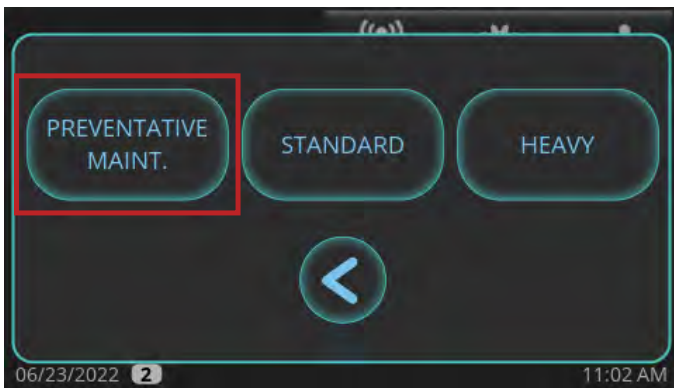 PREVENTATIVE
MAINT.
STANDARD
HEAVY
06/23/2022 2
11:02 AM